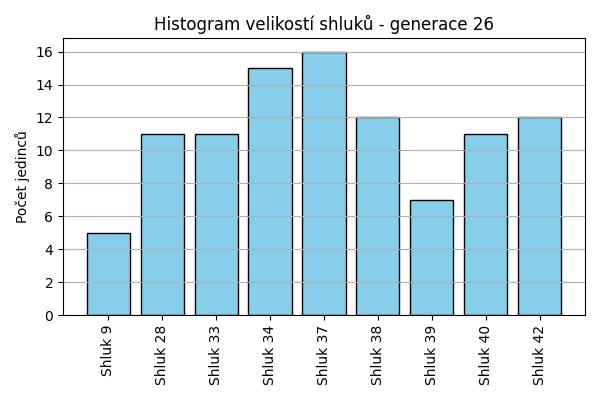 Histogram velikostí shluků - generace 26
Počet jedinců
16
14
12
10
8
6
4
2
0
Shluk 9
Shluk 28
Shluk 33
Shluk 34
Shluk 37
Shluk 38
Shluk 39
Shluk 40
Shluk 42